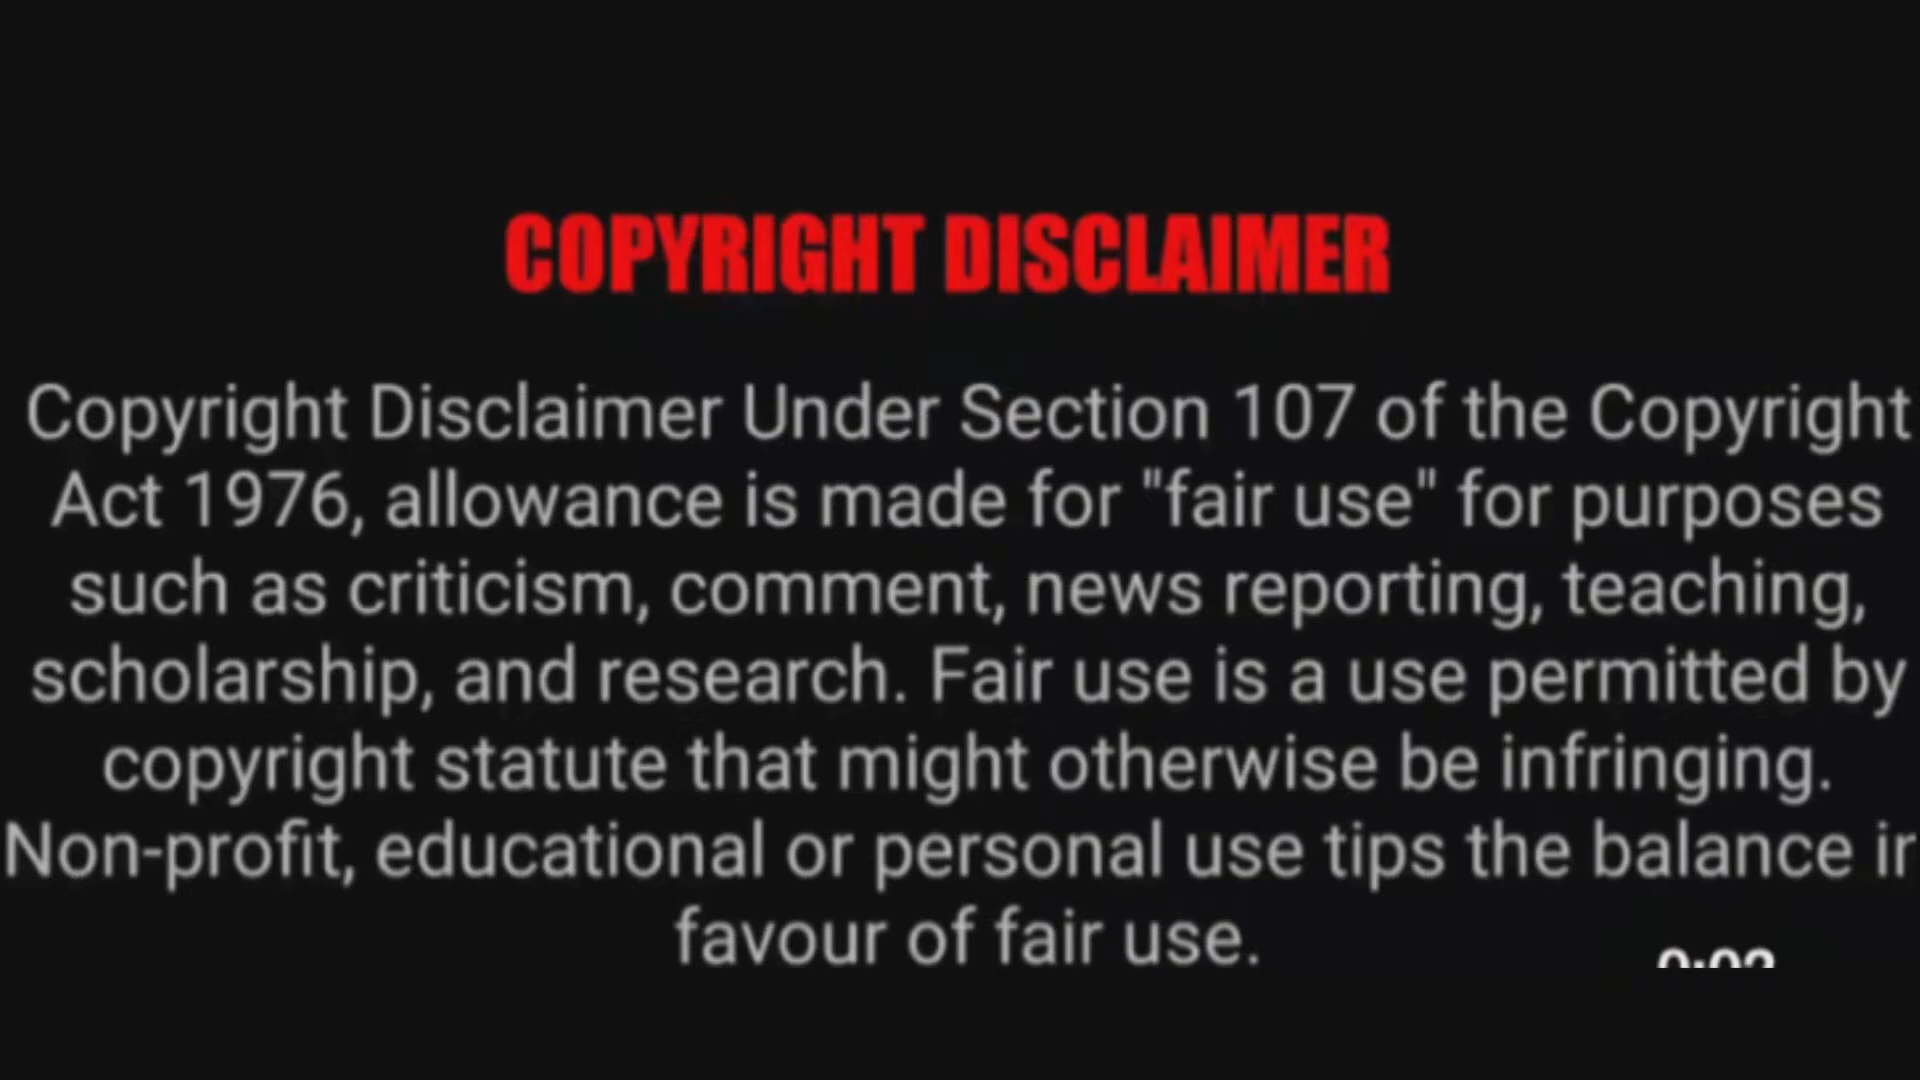 COPYRIGHT DISCLAIMER
Copyright Disclaimer Under Section 107 of the Copyright
Act 1976, allowance is made for "fair use" for purposes
such as criticism, comment, news reporting, teaching,
scholarship, and research. Fair use is a use permitted by
copyright statute that might otherwise be infringing.
Non-profit, educational or personal use tips the balance
favour of fair use.